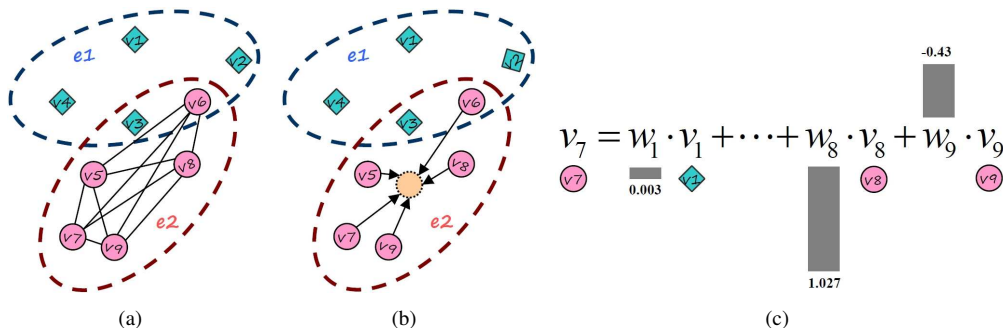 e1
v1
v2
v4
v3
v6
v5
v8
v7
v9
e2
(a)
e1
v1
v2
v4
v3
v6
v5
v8
v7
v9
e2
(b)
-0.43
v₇ = w₁ · v₁ + ··· + w₈ · v₈ + w₉ · v₉
v7 0.003 v1 v8 v9
1.027
(c)